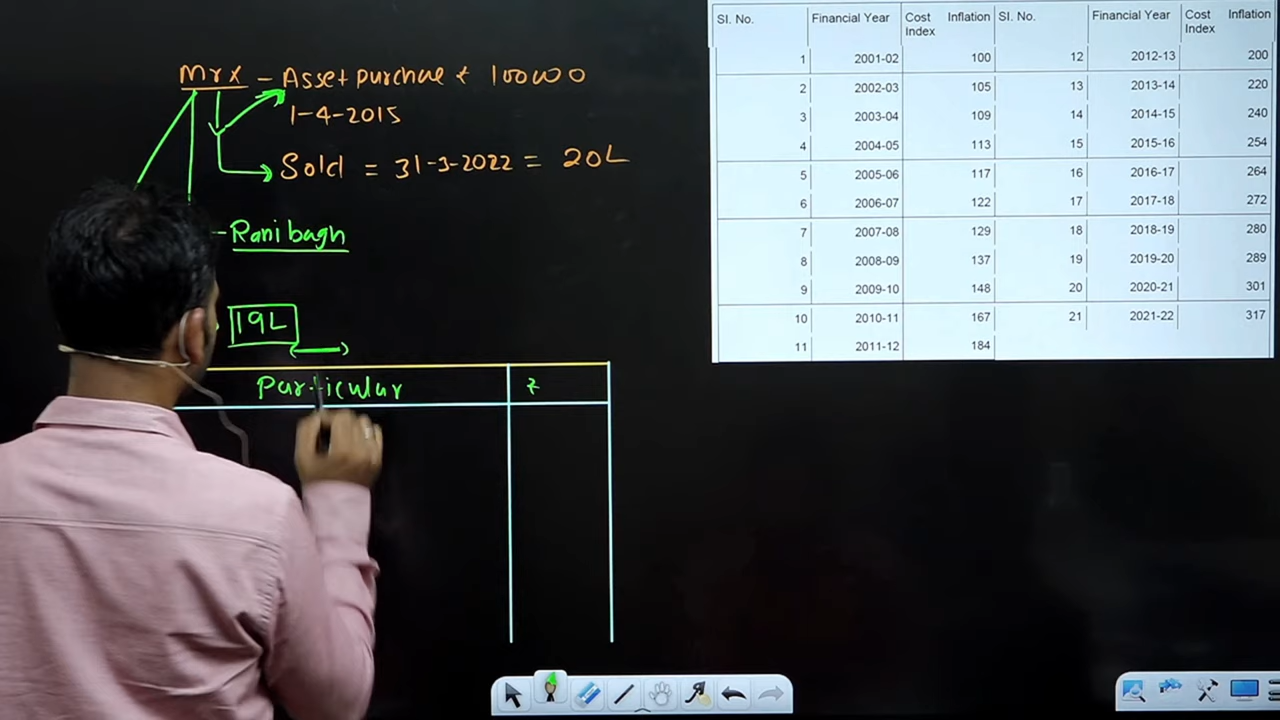 Mr X – Asset purchase ₹ 100000
1-4-2015
Sold = 31-3-2022 = 20L
- Ranibagh
19L
Particular ₹
Sl. No. Financial Year Cost Inflation Index Sl. No. Financial Year Cost Inflation Index
1 2001-02 100 12 2012-13 200
2 2002-03 105 13 2013-14 220
3 2003-04 109 14 2014-15 240
4 2004-05 113 15 2015-16 254
5 2005-06 117 16 2016-17 264
6 2006-07 122 17 2017-18 272
7 2007-08 129 18 2018-19 280
8 2008-09 137 19 2019-20 289
9 2009-10 148 20 2020-21 301
10 2010-11 167 21 2021-22 317
11 2011-12 184